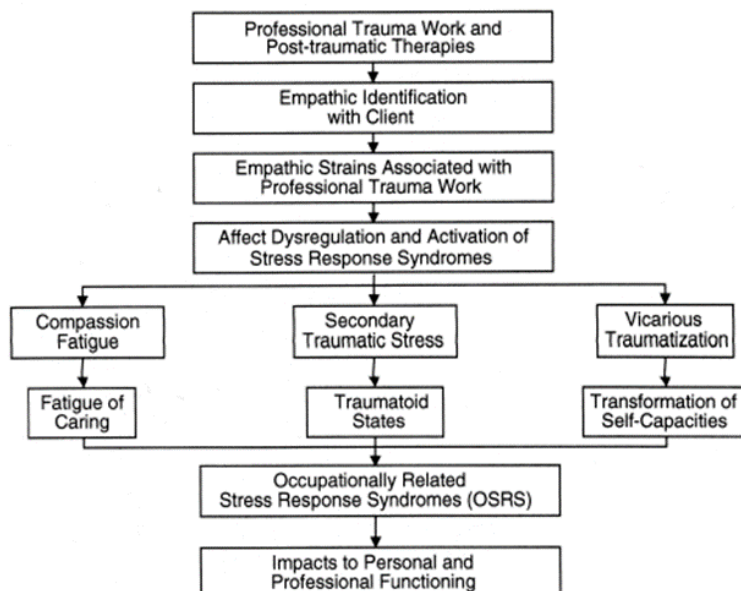 Professional Trauma Work and
Post-traumatic Therapies
Empathic Identification
with Client
Empathic Strains Associated with
Professional Trauma Work
Affect Dysregulation and Activation of
Stress Response Syndromes
Compassion
Fatigue
Secondary
Traumatic Stress
Vicarious
Traumatization
Fatigue of
Caring
Traumatoid
States
Transformation of
Self-Capacities
Occupationally Related
Stress Response Syndromes (OSRS)
Impacts to Personal and
Professional Functioning